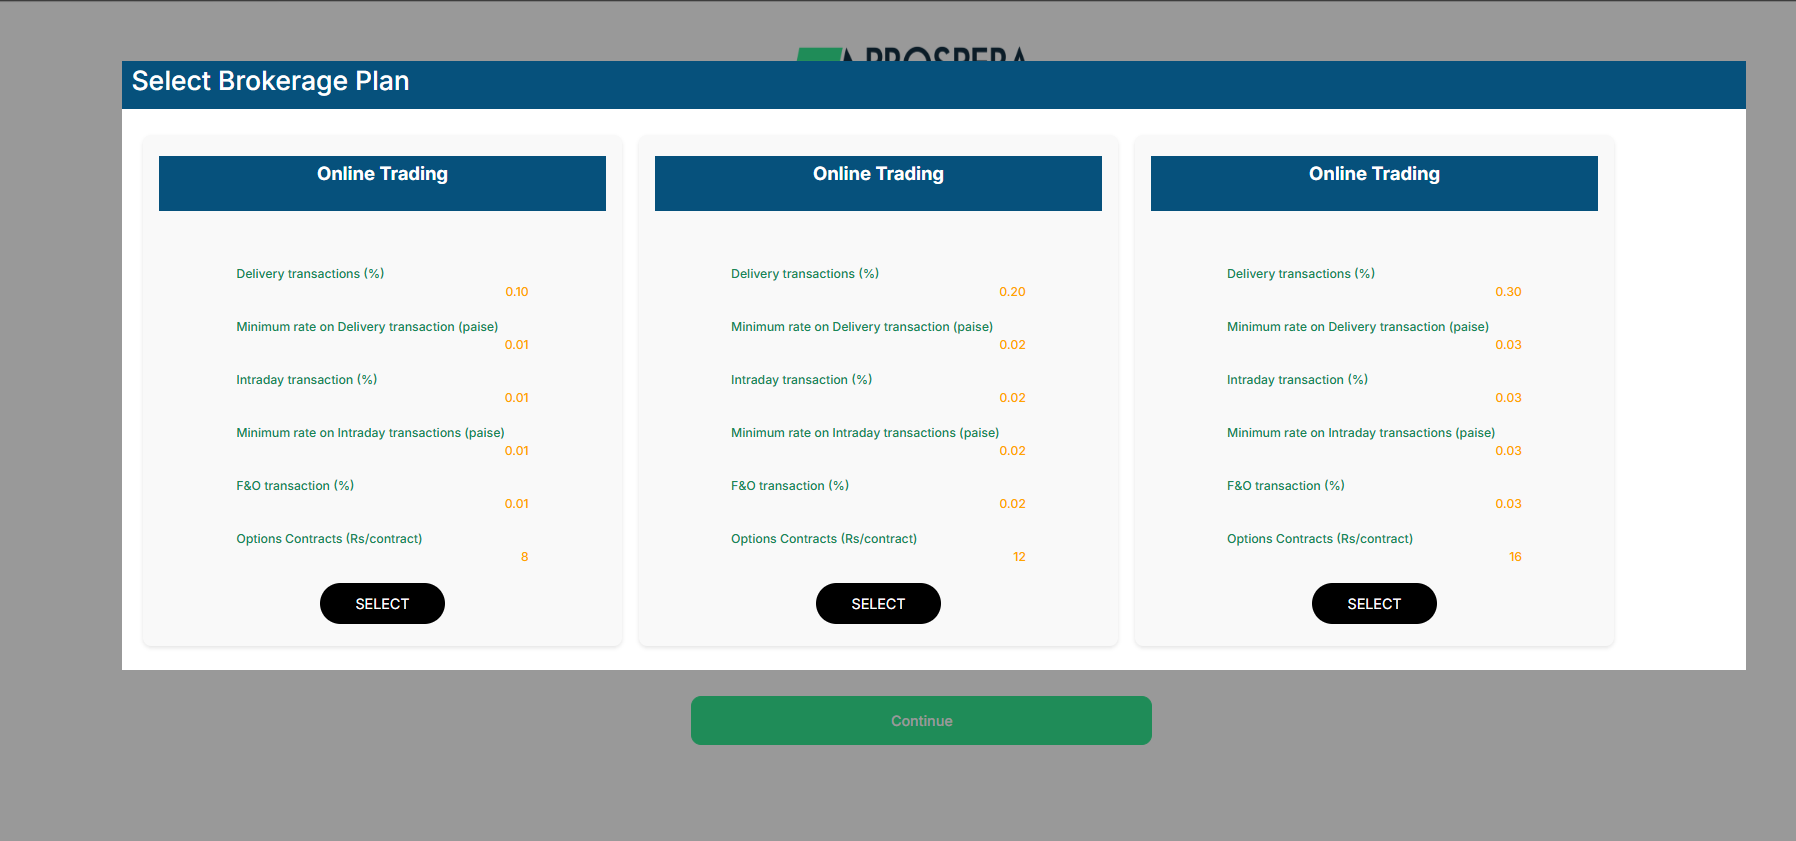 PROSPERA
Select Brokerage Plan
Online Trading
Delivery transactions (%)
0.10
Minimum rate on Delivery transaction (paise)
0.01
Intraday transaction (%)
0.01
Minimum rate on Intraday transactions (paise)
0.01
F&O transaction (%)
0.01
Options Contracts (Rs/contract)
8
SELECT
Online Trading
Delivery transactions (%)
0.20
Minimum rate on Delivery transaction (paise)
0.02
Intraday transaction (%)
0.02
Minimum rate on Intraday transactions (paise)
0.02
F&O transaction (%)
0.02
Options Contracts (Rs/contract)
12
SELECT
Online Trading
Delivery transactions (%)
0.30
Minimum rate on Delivery transaction (paise)
0.03
Intraday transaction (%)
0.03
Minimum rate on Intraday transactions (paise)
0.03
F&O transaction (%)
0.03
Options Contracts (Rs/contract)
16
SELECT
Continue